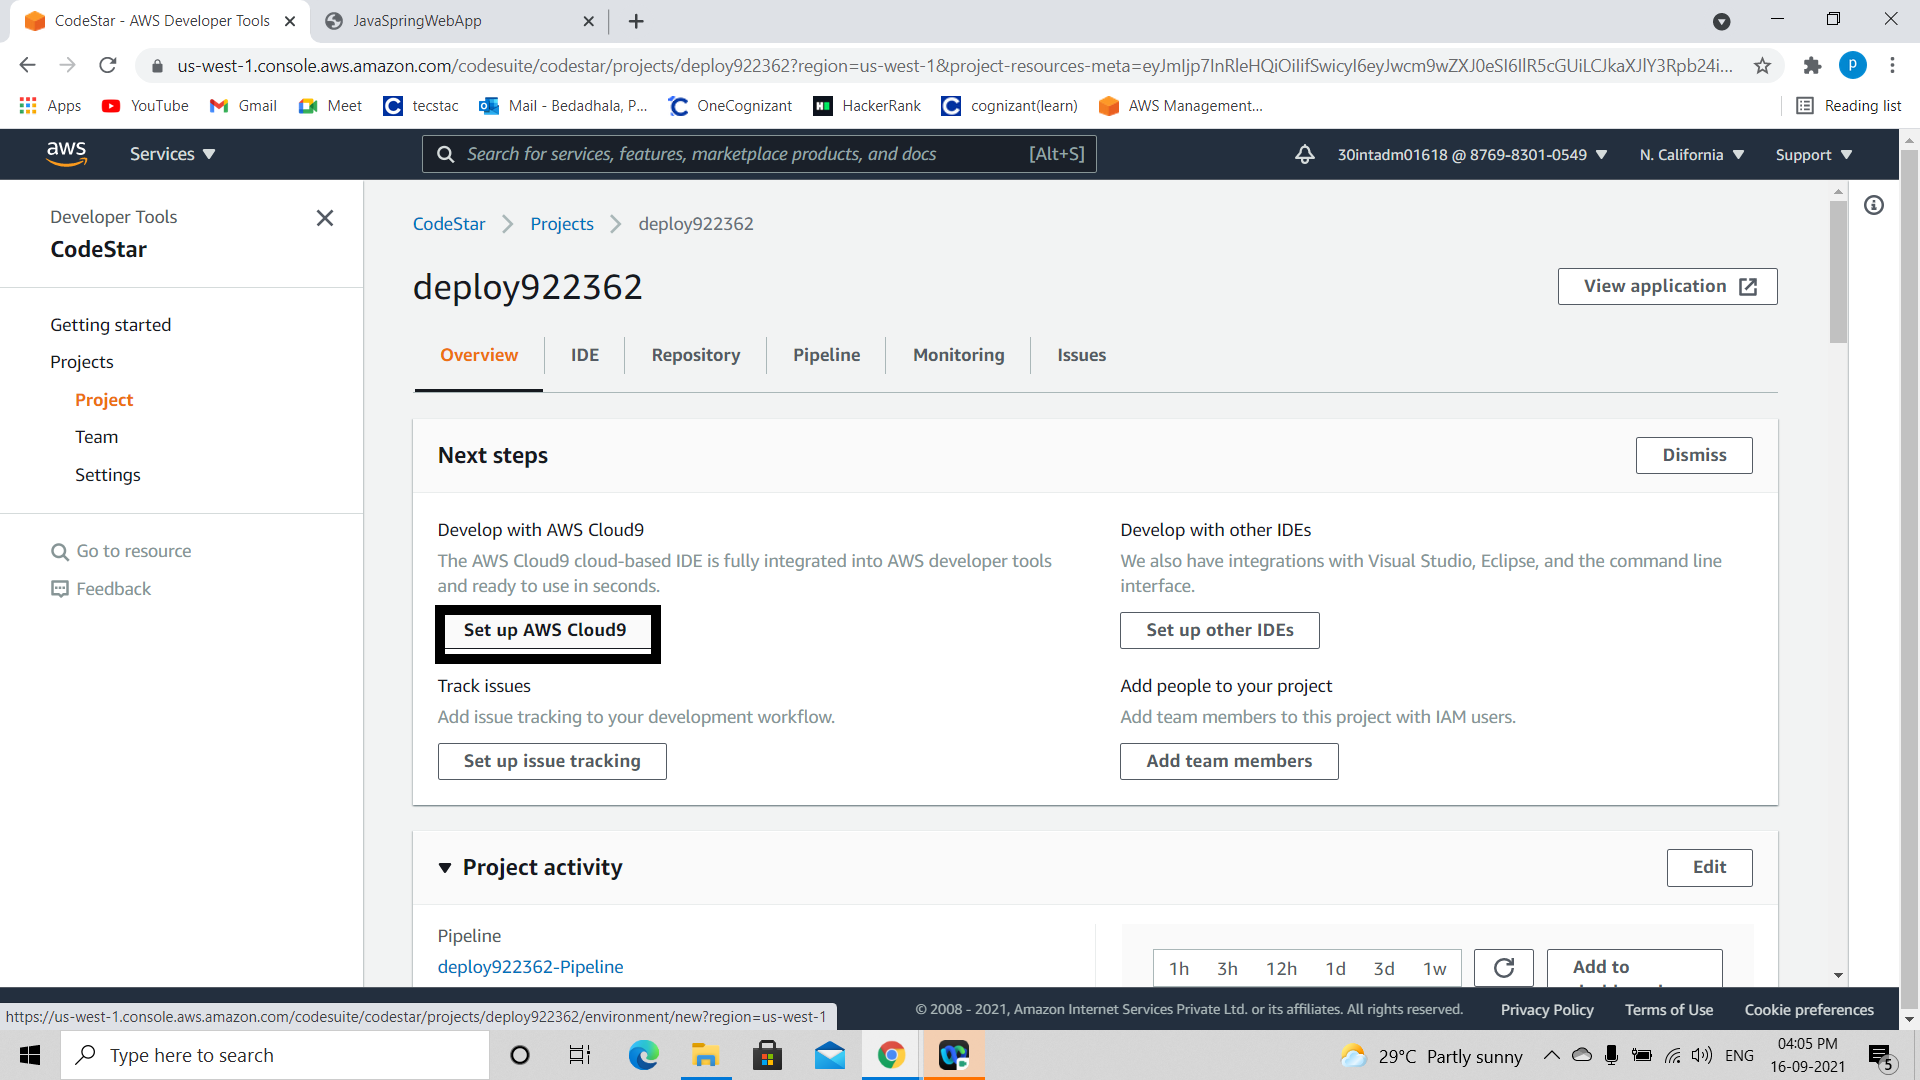 CodeStar - AWS Developer Tools
JavaSpringWebApp
us-west-1.console.aws.amazon.com/codesuite/codestar/projects/deploy922362?region=us-west-1&project-resources-meta=
Apps YouTube Gmail Meet tecstac Mail - Bedadhala, P... OneCognizant HackerRank cognizant(learn) AWS Management... Reading list
aws Services Search for services, features, marketplace products, and docs [Alt+S] 30intadm01618 @ 8769-8301-0549 N. California Support
Developer Tools
CodeStar
Getting started
Projects
Project
Team
Settings
Go to resource
Feedback
CodeStar Projects deploy922362
deploy922362
View application
Overview IDE Repository Pipeline Monitoring Issues
Next steps
Dismiss
Develop with AWS Cloud9
The AWS Cloud9 cloud-based IDE is fully integrated into AWS developer tools
and ready to use in seconds.
Set up AWS Cloud9
Develop with other IDEs
We also have integrations with Visual Studio, Eclipse, and the command line
interface.
Set up other IDEs
Track issues
Add issue tracking to your development workflow.
Set up issue tracking
Add people to your project
Add team members to this project with IAM users.
Add team members
Project activity
Edit
Pipeline
deploy922362-Pipeline
1h 3h 12h 1d 3d 1w
Add to
© 2008 - 2021, Amazon Internet Services Private Ltd. or its affiliates. All rights reserved. Privacy Policy Terms of Use Cookie preferences
https://us-west-1.console.aws.amazon.com/codesuite/codestar/projects/deploy922362/environment/new?region=us-west-1
Type here to search
29°C Partly sunny
ENG
04:05 PM
16-09-2021
5